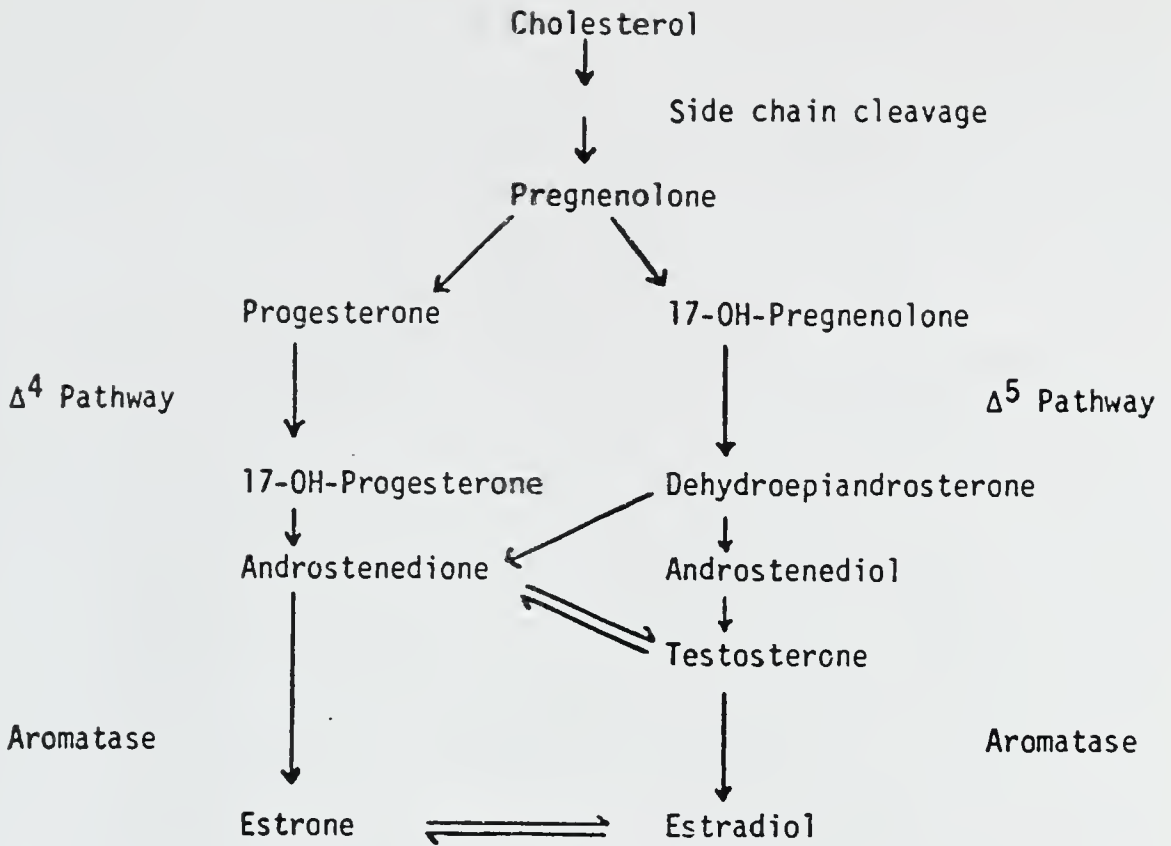 Cholesterol
Side chain cleavage
Pregnenolone
Progesterone 17-OH-Pregnenolone
Δ4 Pathway Δ5 Pathway
17-OH-Progesterone Dehydroepiandrosterone
Androstenedione Androstenediol
Testosterone
Aromatase Aromatase
Estrone Estradiol